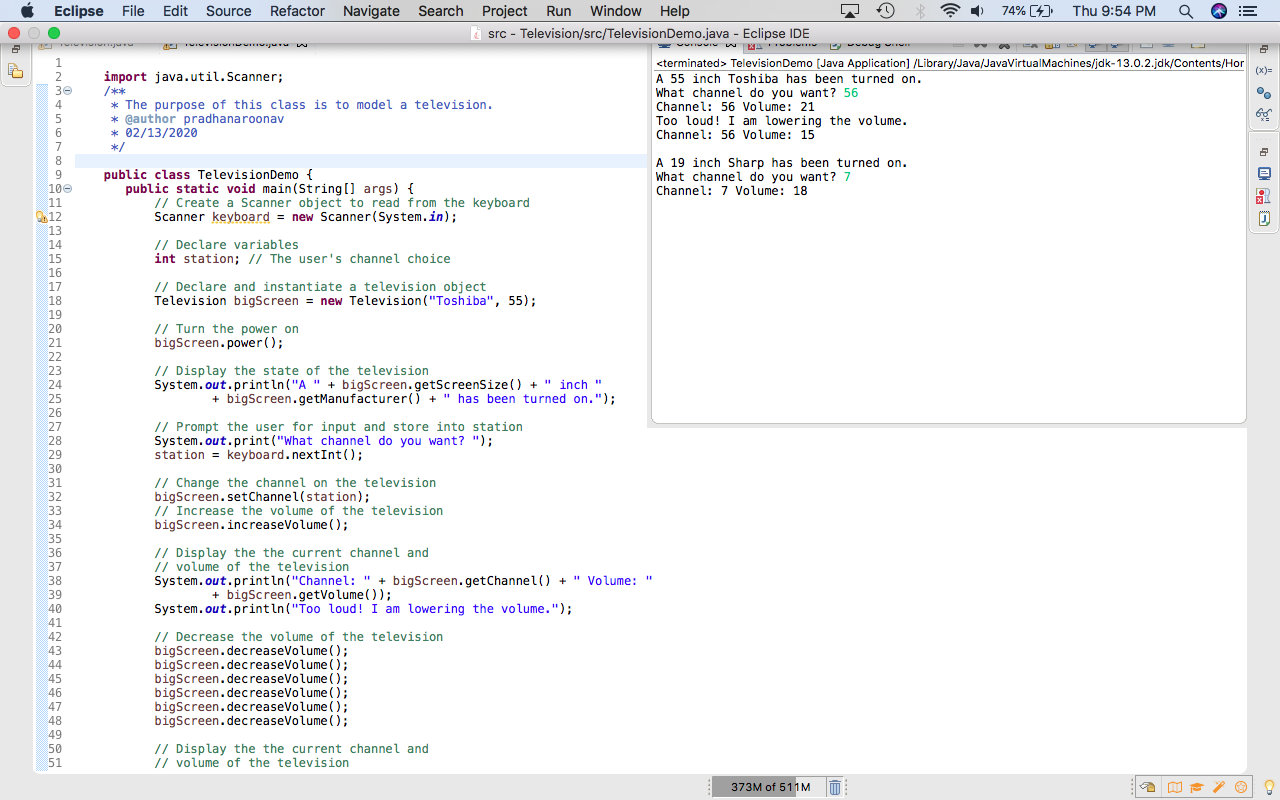 Eclipse File Edit Source Refactor Navigate Search Project Run Window Help 74% Thu 9:54 PM
src - Television/src/TelevisionDemo.java - Eclipse IDE
Television.java TelevisionDemo.java Console Problems Debug Shell
1
2 import java.util.Scanner;
3 /**
4 * The purpose of this class is to model a television.
5 * @author pradhanaroonav
6 * 02/13/2020
7 */
8
9 public class TelevisionDemo {
10 public static void main(String[] args) {
11 // Create a Scanner object to read from the keyboard
12 Scanner keyboard = new Scanner(System.in);
13
14 // Declare variables
15 int station; // The user's channel choice
16
17 // Declare and instantiate a television object
18 Television bigScreen = new Television("Toshiba", 55);
19
20 // Turn the power on
21 bigScreen.power();
22
23 // Display the state of the television
24 System.out.println("A " + bigScreen.getScreenSize() + " inch "
25 + bigScreen.getManufacturer() + " has been turned on.");
26
27 // Prompt the user for input and store into station
28 System.out.print("What channel do you want? ");
29 station = keyboard.nextInt();
30
31 // Change the channel on the television
32 bigScreen.setChannel(station);
33 // Increase the volume of the television
34 bigScreen.increaseVolume();
35
36 // Display the the current channel and
37 // volume of the television
38 System.out.println("Channel: " + bigScreen.getChannel() + " Volume: "
39 + bigScreen.getVolume());
40 System.out.println("Too loud! I am lowering the volume.");
41
42 // Decrease the volume of the television
43 bigScreen.decreaseVolume();
44 bigScreen.decreaseVolume();
45 bigScreen.decreaseVolume();
46 bigScreen.decreaseVolume();
47 bigScreen.decreaseVolume();
48 bigScreen.decreaseVolume();
49
50 // Display the the current channel and
51 // volume of the television
<terminated> TelevisionDemo [Java Application] /Library/Java/JavaVirtualMachines/jdk-13.0.2.jdk/Contents/Hor
A 55 inch Toshiba has been turned on.
What channel do you want? 56
Channel: 56 Volume: 21
Too loud! I am lowering the volume.
Channel: 56 Volume: 15
A 19 inch Sharp has been turned on.
What channel do you want? 7
Channel: 7 Volume: 18
(x)=
373M of 511M